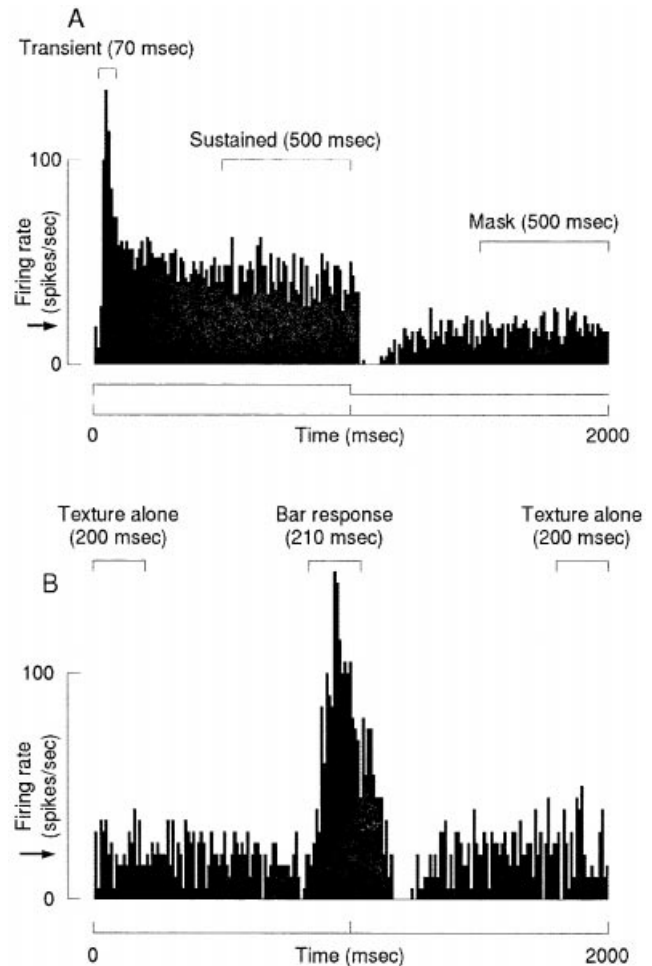 A
Transient (70 msec)
Sustained (500 msec)
Mask (500 msec)
100
Firing rate
(spikes/sec)
0
0
Time (msec)
2000
Texture alone
(200 msec)
Bar response
(210 msec)
Texture alone
(200 msec)
B
100
Firing rate
(spikes/sec)
0
0
Time (msec)
2000